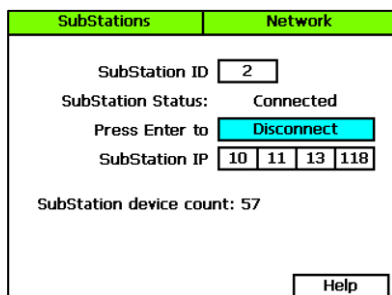 SubStations Network
SubStation ID 2
SubStation Status: Connected
Press Enter to Disconnect
SubStation IP 10 11 13 118
SubStation device count: 57
Help